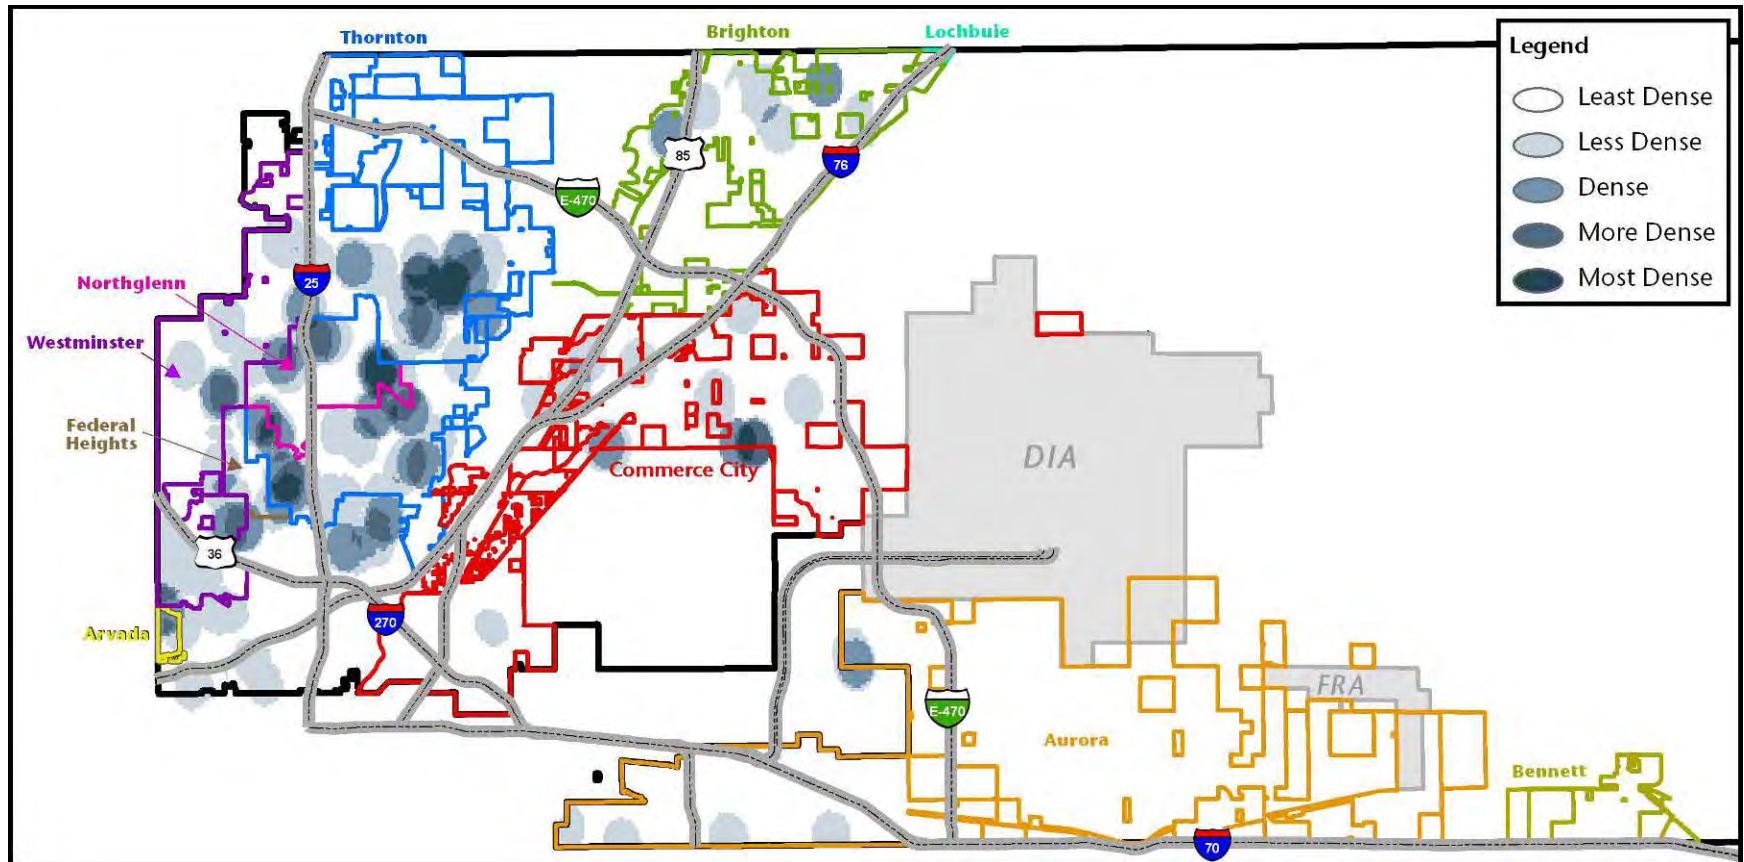 Thornton
Brighton
Lochbuie
Legend
Least Dense
Less Dense
Dense
More Dense
Most Dense
85
76
E-470
25
Northglenn
Westminster
Federal
Heights
Commerce City
DIA
36
270
Arvada
FRA
E-470
Aurora
Bennett
70